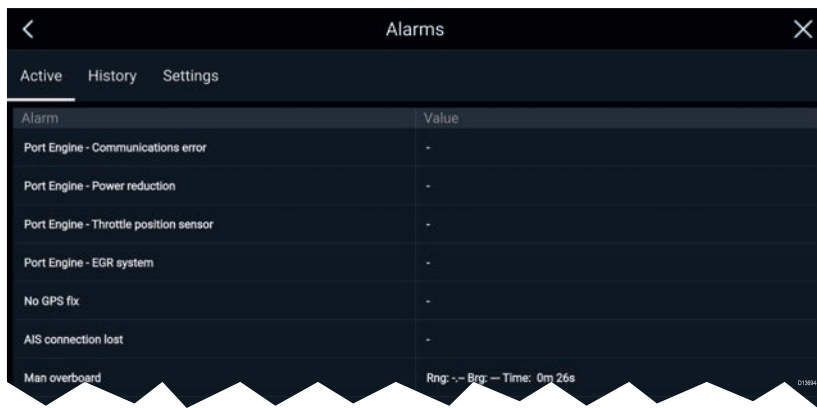 Alarms
Active History Settings
Alarm Value
Port Engine - Communications error -
Port Engine - Power reduction -
Port Engine - Throttle position sensor -
Port Engine - EGR system -
No GPS fix -
AIS connection lost -
Man overboard Rng: -.-- Brg: --- Time: 0m 26s
D13694